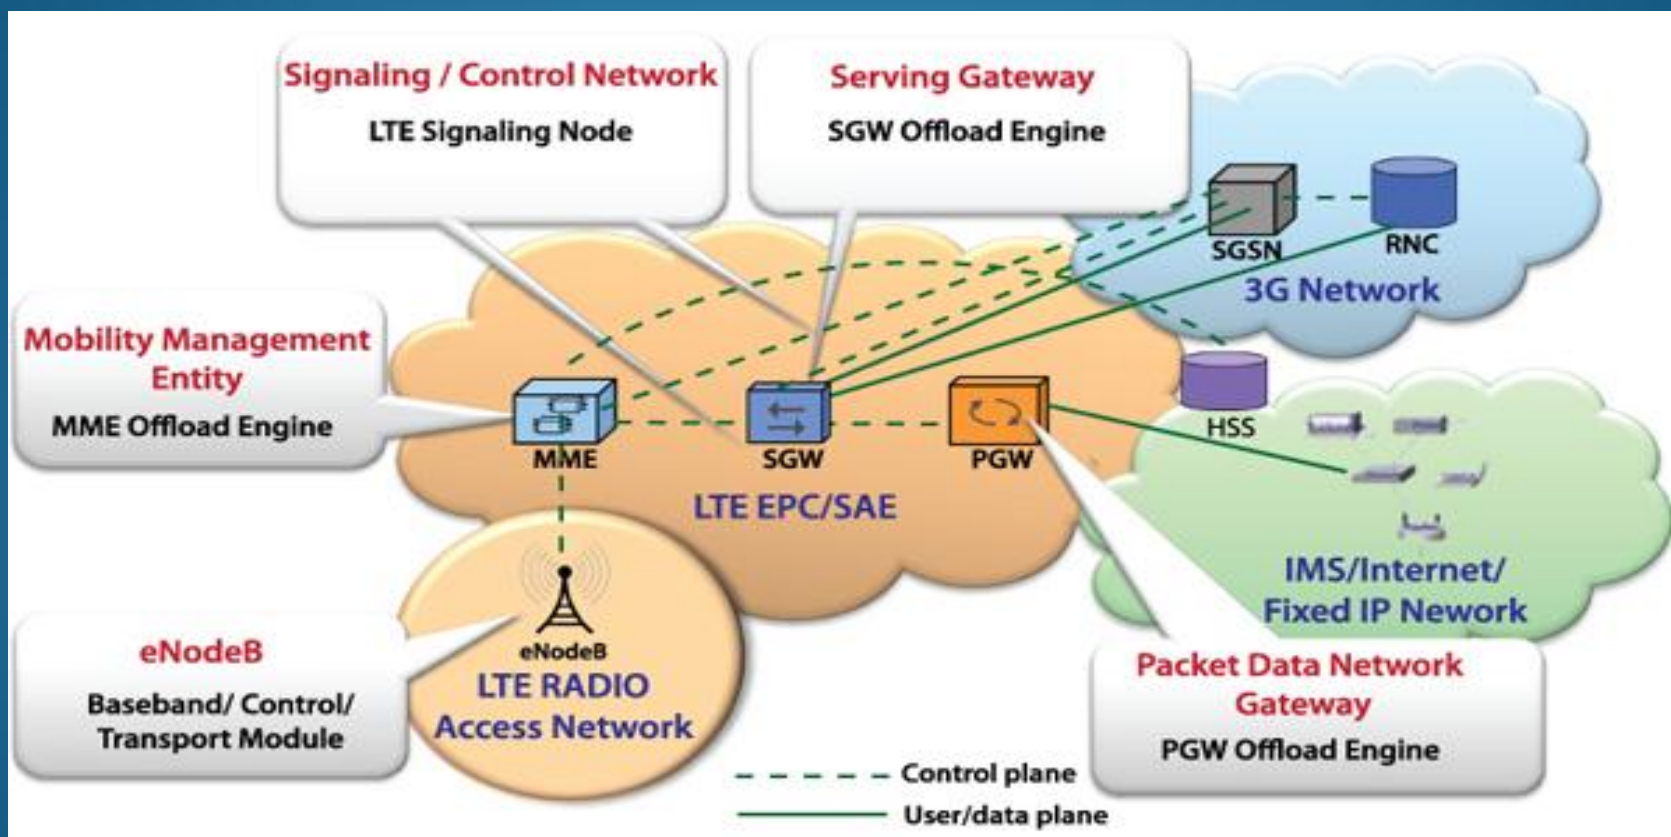 Signaling / Control Network
LTE Signaling Node
Serving Gateway
SGW Offload Engine
SGSN
RNC
3G Network
Mobility Management
Entity
MME Offload Engine
HSS
MME
SGW
PGW
LTE EPC/SAE
IMS/Internet/
Fixed IP Nework
eNodeB
Baseband/ Control/
Transport Module
eNodeB
LTE RADIO
Access Network
Packet Data Network
Gateway
PGW Offload Engine
Control plane
User/data plane